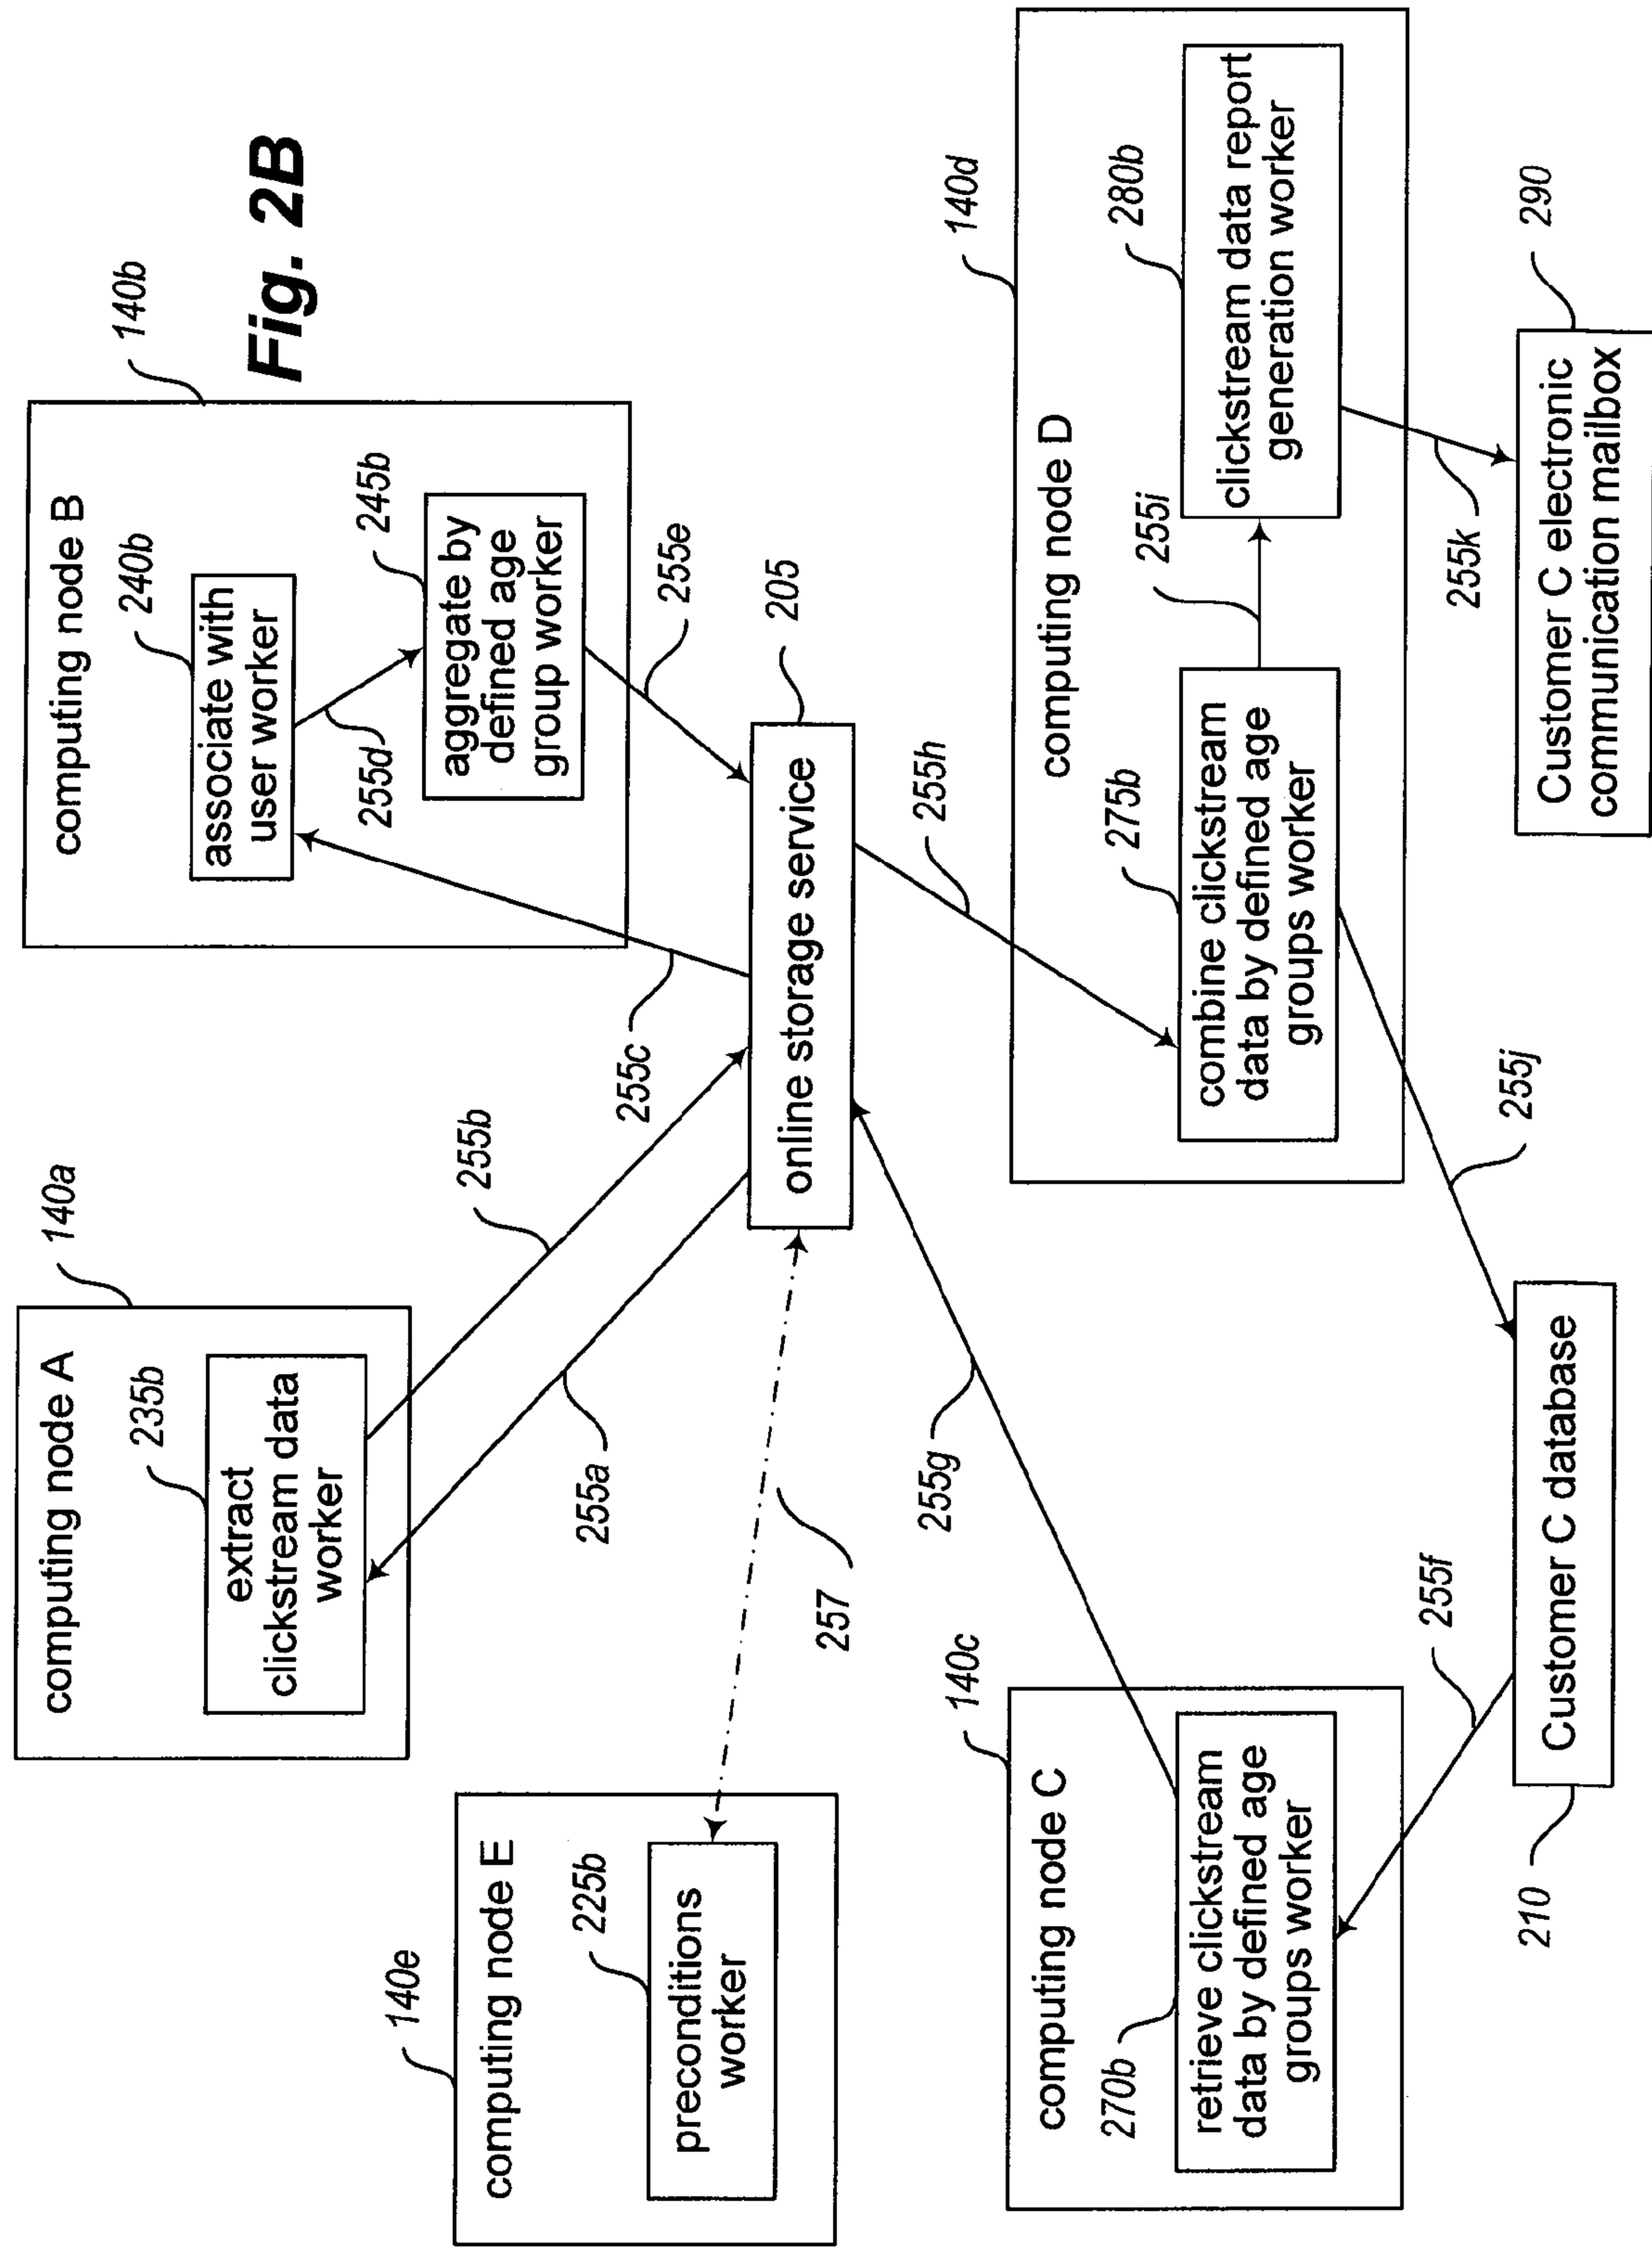 Fig. 2B
computing node E
140e
preconditions
worker
225b
computing node A
140a
extract
clickstream data
worker
235b
computing node B
140b
associate with
user worker
240b
255d
aggregate by
defined age
group worker
245b
255a
255b
255c
255e
257
online storage service
205
computing node C
140c
retrieve clickstream
data by defined age
groups worker
270b
255g
255h
computing node D
140d
combine clickstream
data by defined age
groups worker
275b
255i
clickstream data report
generation worker
280b
255f
255j
255k
Customer C database
210
Customer C electronic
communication mailbox
290